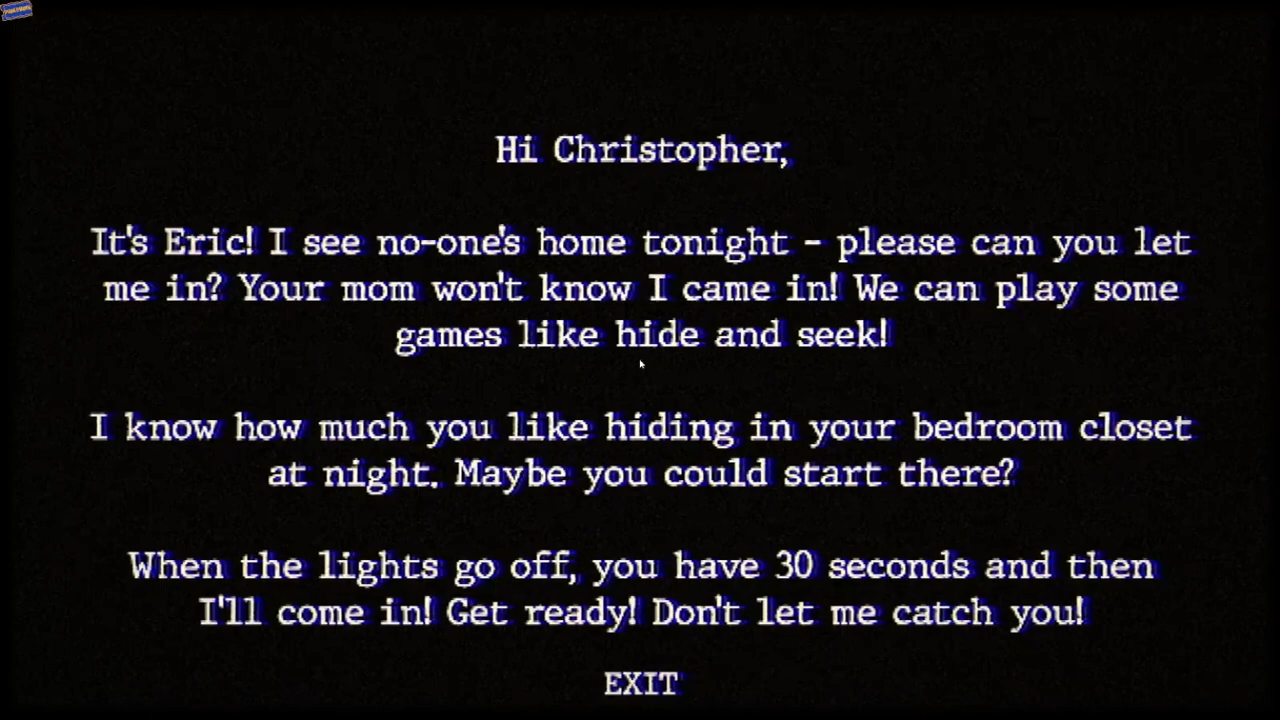 Hi Christopher,
It's Eric! I see no-one's home tonight - please can you let
me in? Your mom won't know I came in! We can play some
games like hide and seek!
I know how much you like hiding in your bedroom closet
at night. Maybe you could start there?
When the lights go off, you have 30 seconds and then
I'll come in! Get ready! Don't let me catch you!
EXIT